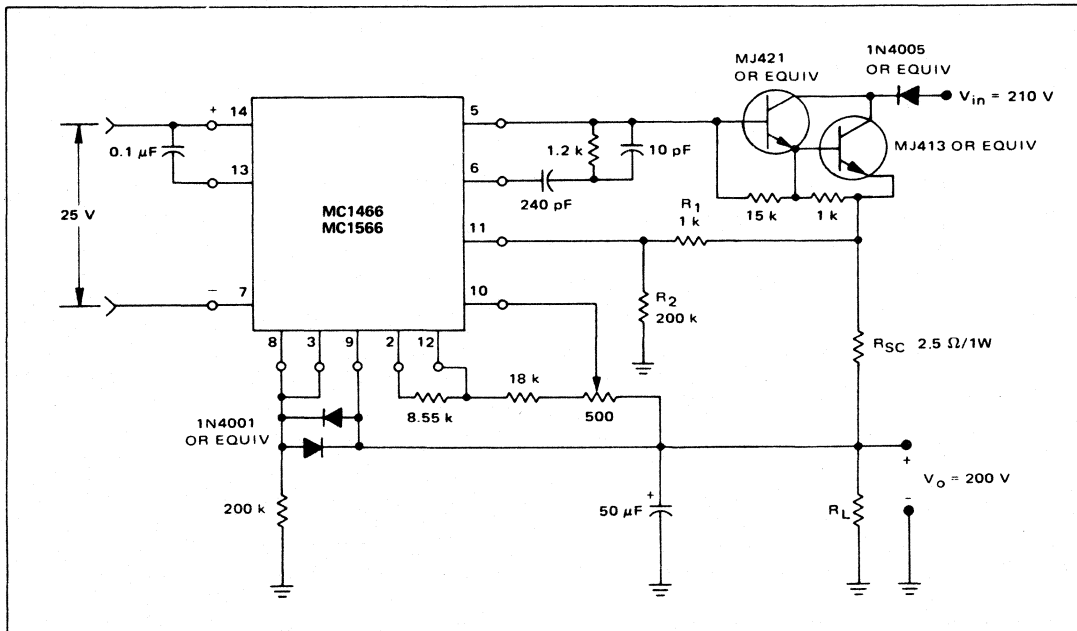 MJ421
OR EQUIV
1N4005
OR EQUIV
V_in = 210 V
MJ413 OR EQUIV
+
14
0.1 μF
13
25 V
MC1466
MC1566
−
7
5
1.2 k
10 pF
6
240 pF
11
10
15 k
1 k
R_1
1 k
R_2
200 k
R_SC 2.5 Ω/1W
8
3
9
2
12
8.55 k
18 k
500
1N4001
OR EQUIV
200 k
+
50 μF
R_L
+
V_o = 200 V
-